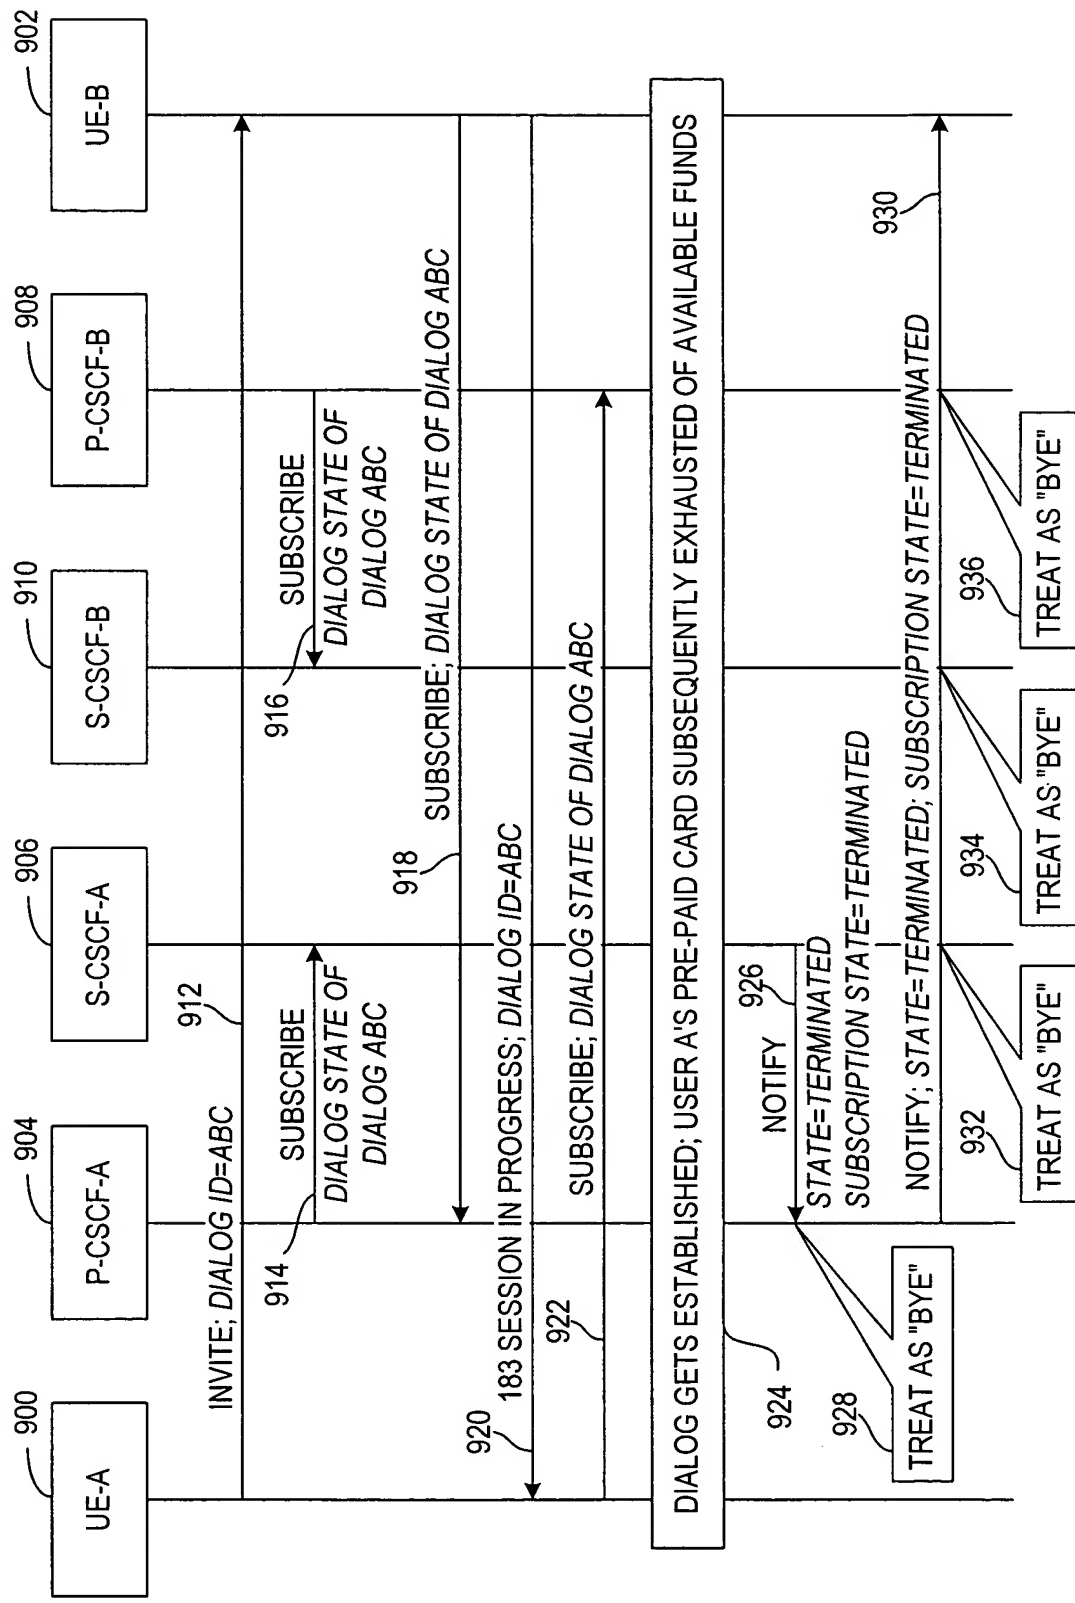 900
904
906
910
908
902
UE-A
P-CSCF-A
S-CSCF-A
S-CSCF-B
P-CSCF-B
UE-B
INVITE; DIALOG ID=ABC
912
SUBSCRIBE
DIALOG STATE OF
DIALOG ABC
914
SUBSCRIBE
DIALOG STATE OF
DIALOG ABC
916
SUBSCRIBE; DIALOG STATE OF DIALOG ABC
918
183 SESSION IN PROGRESS; DIALOG ID=ABC
920
SUBSCRIBE; DIALOG STATE OF DIALOG ABC
922
DIALOG GETS ESTABLISHED; USER A'S PRE-PAID CARD SUBSEQUENTLY EXHAUSTED OF AVAILABLE FUNDS
924
NOTIFY
926
STATE=TERMINATED
SUBSCRIPTION STATE=TERMINATED
928
TREAT AS "BYE"
NOTIFY; STATE=TERMINATED; SUBSCRIPTION STATE=TERMINATED
930
932
TREAT AS "BYE"
934
TREAT AS "BYE"
936
TREAT AS "BYE"